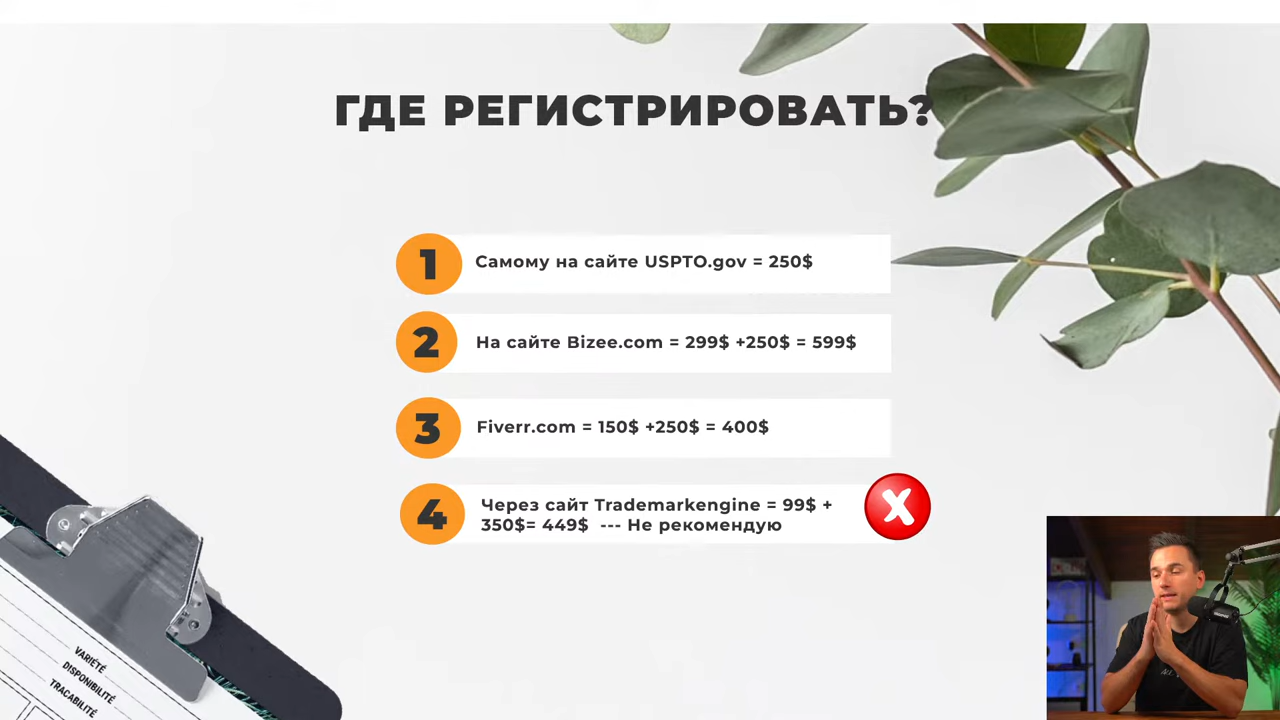 ГДЕ РЕГИСТРИРОВАТЬ?
1 Самому на сайте USPTO.gov = 250$
2 На сайте Bizee.com = 299$ +250$ = 599$
3 Fiverr.com = 150$ +250$ = 400$
4 Через сайт Trademarkengine = 99$ +
350$= 449$ --- Не рекомендую
X
VARIÉTÉ
DISPONIBILITÉ
TRACABILITÉ